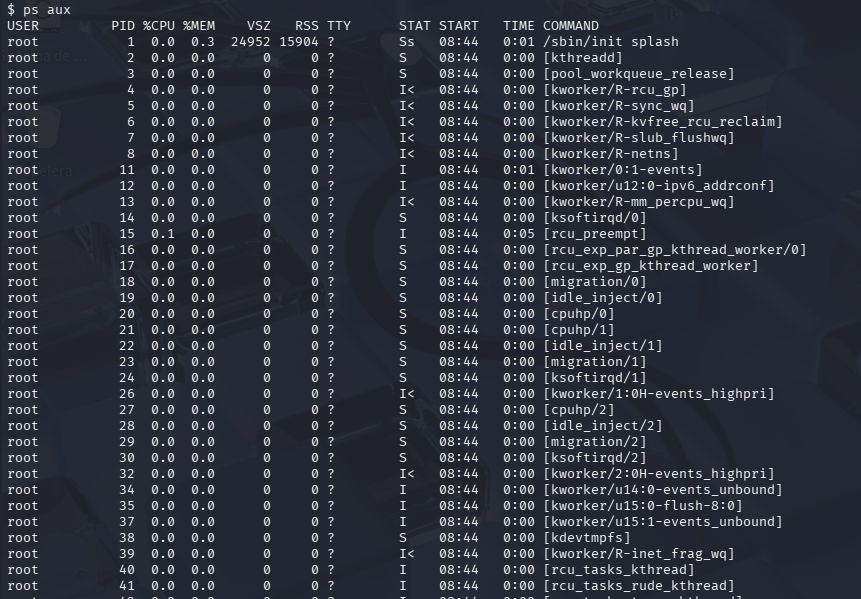 $ ps aux
USER         PID %CPU %MEM    VSZ   RSS TTY      STAT START   TIME COMMAND
root           1  0.0  0.3  24952 15904 ?        Ss   08:44   0:01 /sbin/init splash
root           2  0.0  0.0      0     0 ?        S    08:44   0:00 [kthreadd]
root           3  0.0  0.0      0     0 ?        S    08:44   0:00 [pool_workqueue_release]
root           4  0.0  0.0      0     0 ?        I<   08:44   0:00 [kworker/R-rcu_gp]
root           5  0.0  0.0      0     0 ?        I<   08:44   0:00 [kworker/R-sync_wq]
root           6  0.0  0.0      0     0 ?        I<   08:44   0:00 [kworker/R-kvfree_rcu_reclaim]
root           7  0.0  0.0      0     0 ?        I<   08:44   0:00 [kworker/R-slub_flushwq]
root           8  0.0  0.0      0     0 ?        I<   08:44   0:00 [kworker/R-netns]
root          11  0.0  0.0      0     0 ?        I    08:44   0:01 [kworker/0:1-events]
root          12  0.0  0.0      0     0 ?        I    08:44   0:00 [kworker/u12:0-ipv6_addrconf]
root          13  0.0  0.0      0     0 ?        I<   08:44   0:00 [kworker/R-mm_percpu_wq]
root          14  0.0  0.0      0     0 ?        S    08:44   0:00 [ksoftirqd/0]
root          15  0.1  0.0      0     0 ?        I    08:44   0:05 [rcu_preempt]
root          16  0.0  0.0      0     0 ?        S    08:44   0:00 [rcu_exp_par_gp_kthread_worker/0]
root          17  0.0  0.0      0     0 ?        S    08:44   0:00 [rcu_exp_gp_kthread_worker]
root          18  0.0  0.0      0     0 ?        S    08:44   0:00 [migration/0]
root          19  0.0  0.0      0     0 ?        S    08:44   0:00 [idle_inject/0]
root          20  0.0  0.0      0     0 ?        S    08:44   0:00 [cpuhp/0]
root          21  0.0  0.0      0     0 ?        S    08:44   0:00 [cpuhp/1]
root          22  0.0  0.0      0     0 ?        S    08:44   0:00 [idle_inject/1]
root          23  0.0  0.0      0     0 ?        S    08:44   0:00 [migration/1]
root          24  0.0  0.0      0     0 ?        S    08:44   0:00 [ksoftirqd/1]
root          26  0.0  0.0      0     0 ?        I<   08:44   0:00 [kworker/1:0H-events_highpri]
root          27  0.0  0.0      0     0 ?        S    08:44   0:00 [cpuhp/2]
root          28  0.0  0.0      0     0 ?        S    08:44   0:00 [idle_inject/2]
root          29  0.0  0.0      0     0 ?        S    08:44   0:00 [migration/2]
root          30  0.0  0.0      0     0 ?        S    08:44   0:00 [ksoftirqd/2]
root          32  0.0  0.0      0     0 ?        I<   08:44   0:00 [kworker/2:0H-events_highpri]
root          34  0.0  0.0      0     0 ?        I    08:44   0:00 [kworker/u14:0-events_unbound]
root          35  0.0  0.0      0     0 ?        I    08:44   0:00 [kworker/u15:0-flush-8:0]
root          37  0.0  0.0      0     0 ?        I    08:44   0:00 [kworker/u15:1-events_unbound]
root          38  0.0  0.0      0     0 ?        S    08:44   0:00 [kdevtmpfs]
root          39  0.0  0.0      0     0 ?        I<   08:44   0:00 [kworker/R-inet_frag_wq]
root          40  0.0  0.0      0     0 ?        I    08:44   0:00 [rcu_tasks_kthread]
root          41  0.0  0.0      0     0 ?        I    08:44   0:00 [rcu_tasks_rude_kthread]